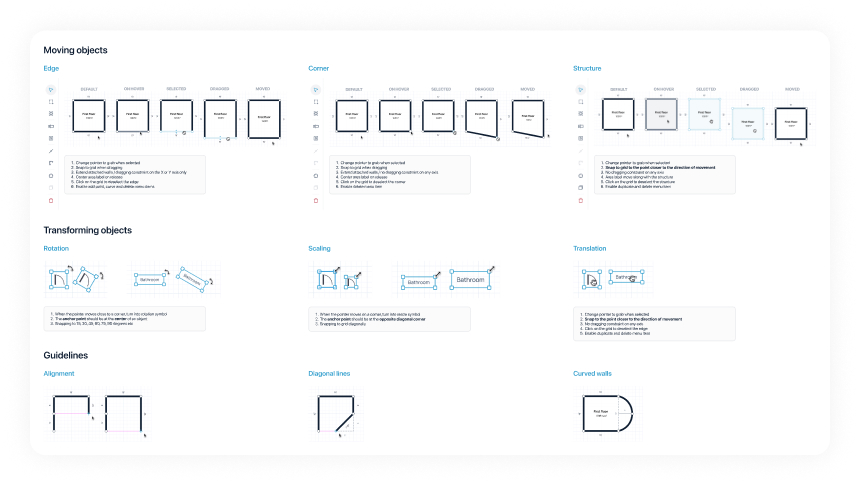 Moving objects
Edge
DEFAULT ON HOVER SELECTED DRAGGED MOVED
First floor First floor First floor First floor First floor
1. Change pointer to grab when selected
2. Snap to grid when dragging
3. Extend attached walls, dragging constraint on the X or Y axis only
4. Center area label on release
5. Click on the grid to deselect the edge
6. Enable add point, curve and delete menu items
Corner
DEFAULT ON HOVER SELECTED DRAGGED MOVED
First floor First floor First floor First floor First floor
1. Change pointer to grab when selected
2. Snap to grid when dragging
3. Extend attached walls, no dragging constraint on any axis
4. Center area label on release
5. Click on the grid to deselect the corner
6. Enable delete menu item
Structure
DEFAULT ON HOVER SELECTED DRAGGED MOVED
First floor First floor First floor First floor First floor
1. Change pointer to grab when selected
2. Snap to grid to the point closer to the direction of movement
3. No dragging constraint on any axis
4. Area label move along with the structure
5. Click on the grid to deselect the structure
6. Enable duplicate and delete menu items
Transforming objects
Rotation
Bathroom Bathroom
1. When the pointer moves close to a corner, turn into rotation symbol
2. The anchor point should be at the center of an object
3. Snapping to 15, 30, 45, 60, 75, 90 degrees etc
Scaling
Bathroom Bathroom
1. When the pointer moves on a corner, turn into resize symbol
2. The anchor point should be at the opposite diagonal corner
3. Snapping to grid diagonally
Translation
Bathroom
1. Change pointer to grab when selected
2. Snap to the point closer to the direction of movement
3. No dragging constraint on any axis
4. Click on the grid to deselect the edge
5. Enable duplicate and delete menu items
Guidelines
Alignment
Diagonal lines
Curved walls
First floor